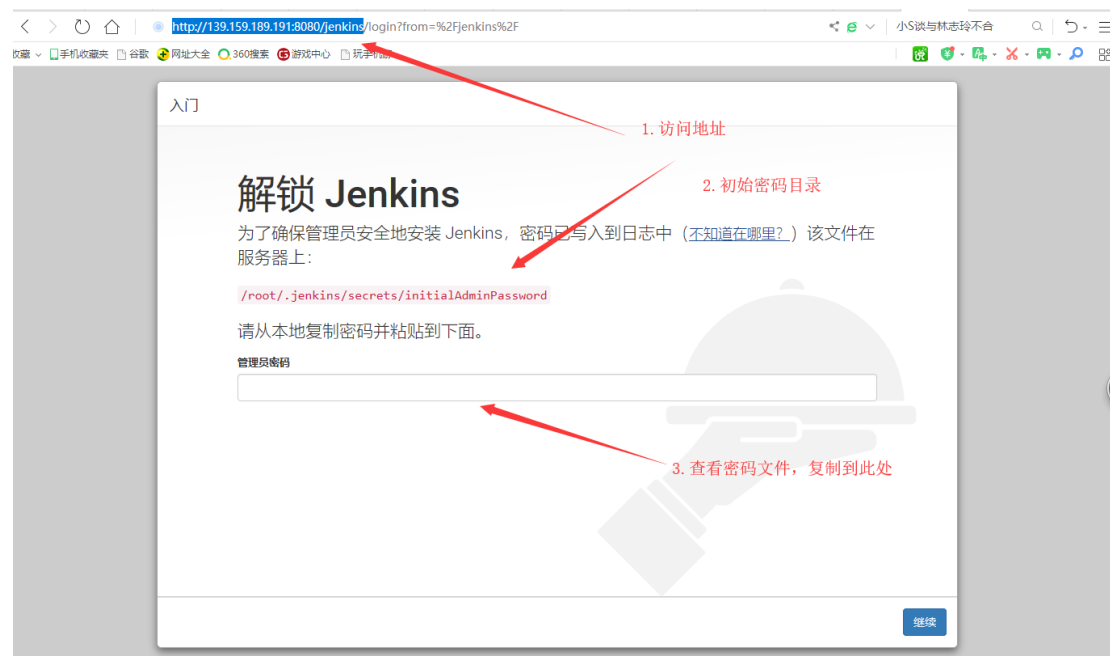 http://139.159.189.191:8080/jenkins/login?from=%2Fjenkins%2F
小S谈与林志玲不合
收藏 手机收藏夹 谷歌 网址大全 360搜索 游戏中心
入门
1. 访问地址
解锁 Jenkins
2. 初始密码目录
为了确保管理员安全地安装 Jenkins，密码已写入到日志中（不知道在哪里？）该文件在
服务器上：
/root/.jenkins/secrets/initialAdminPassword
请从本地复制密码并粘贴到下面。
管理员密码
3. 查看密码文件，复制到此处
继续